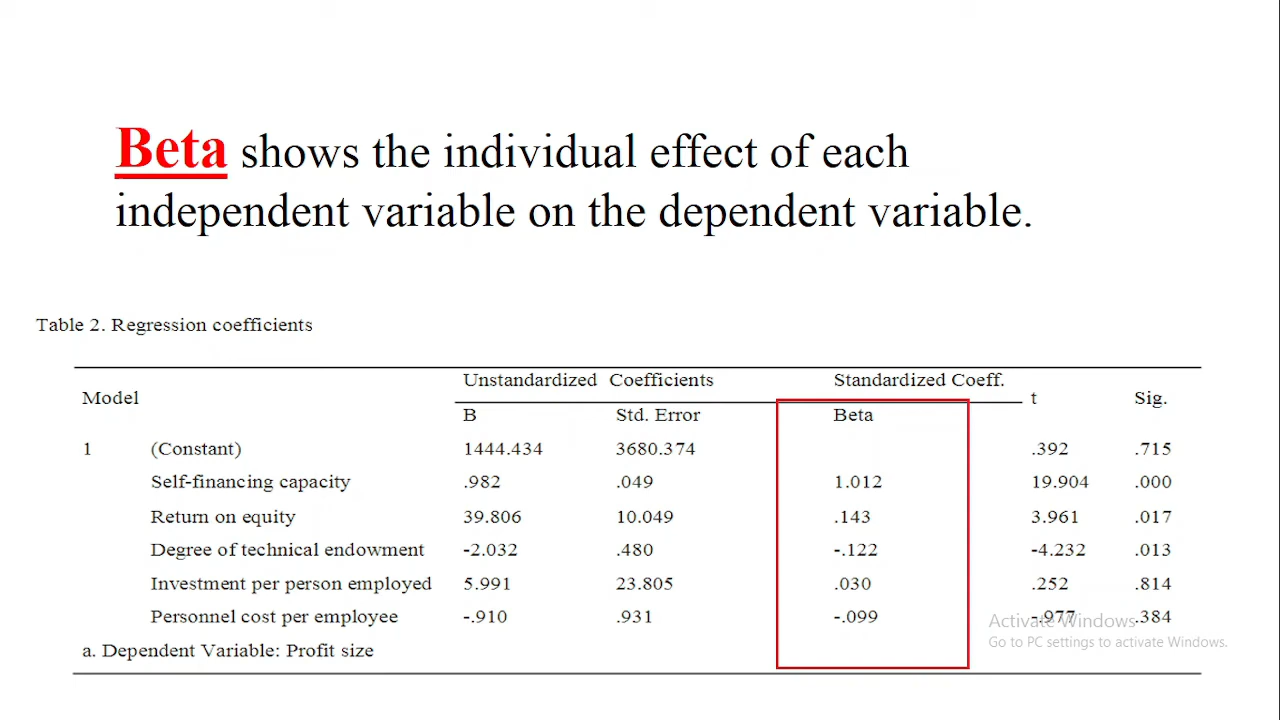 Beta shows the individual effect of each
independent variable on the dependent variable.
Table 2. Regression coefficients
Model Unstandardized Coefficients Standardized Coeff. t Sig.
B Std. Error Beta
1 (Constant) 1444.434 3680.374 .392 .715
Self-financing capacity .982 .049 1.012 19.904 .000
Return on equity 39.806 10.049 .143 3.961 .017
Degree of technical endowment -2.032 .480 -.122 -4.232 .013
Investment per person employed 5.991 23.805 .030 .252 .814
Personnel cost per employee -.910 .931 -.099 -.977 .384
Activate Windows
Go to PC settings to activate Windows.
a. Dependent Variable: Profit size